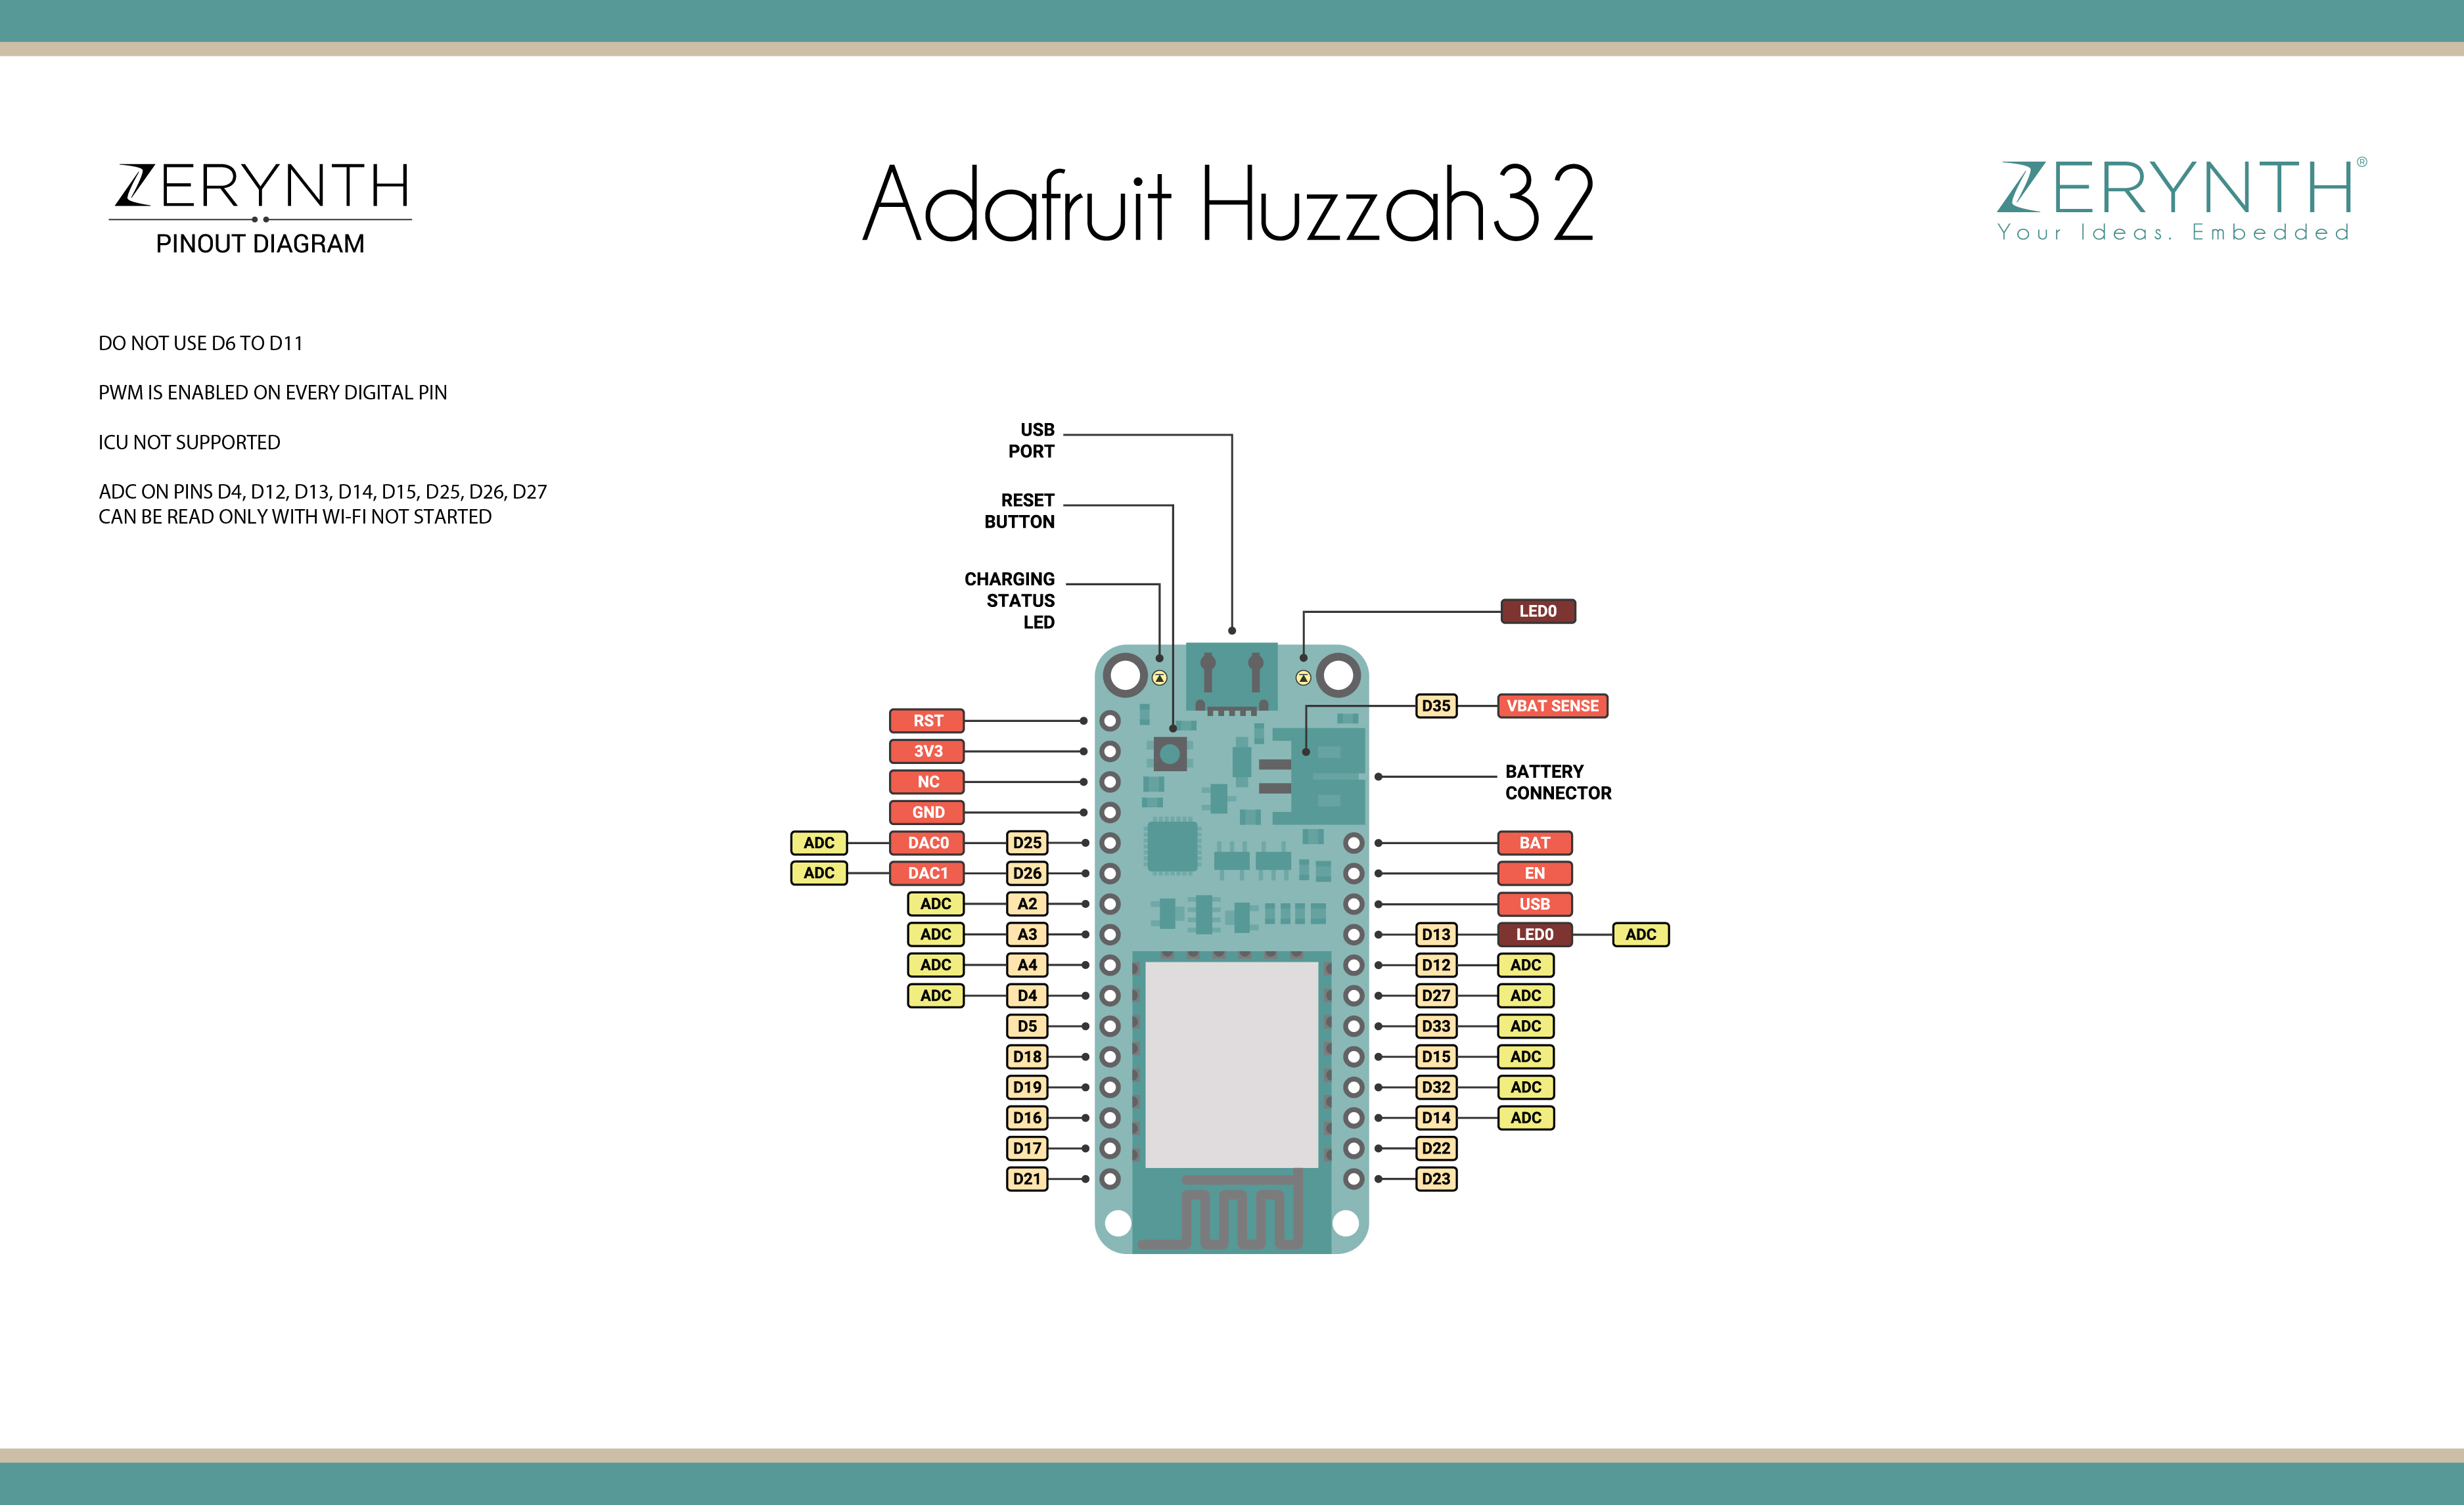 ZERYNTH
PINOUT DIAGRAM
Adafruit Huzzah32
ZERYNTH®
Your Ideas. Embedded
DO NOT USE D6 TO D11
PWM IS ENABLED ON EVERY DIGITAL PIN
ICU NOT SUPPORTED
ADC ON PINS D4, D12, D13, D14, D15, D25, D26, D27
CAN BE READ ONLY WITH WI-FI NOT STARTED
USB
PORT
RESET
BUTTON
CHARGING
STATUS
LED
LED0
D35 VBAT SENSE
BATTERY
CONNECTOR
RST
3V3
NC
GND
ADC DAC0 D25
ADC DAC1 D26
ADC A2
ADC A3
ADC A4
ADC D4
D5
D18
D19
D16
D17
D21
BAT
EN
USB
D13 LED0 ADC
D12 ADC
D27 ADC
D33 ADC
D15 ADC
D32 ADC
D14 ADC
D22
D23